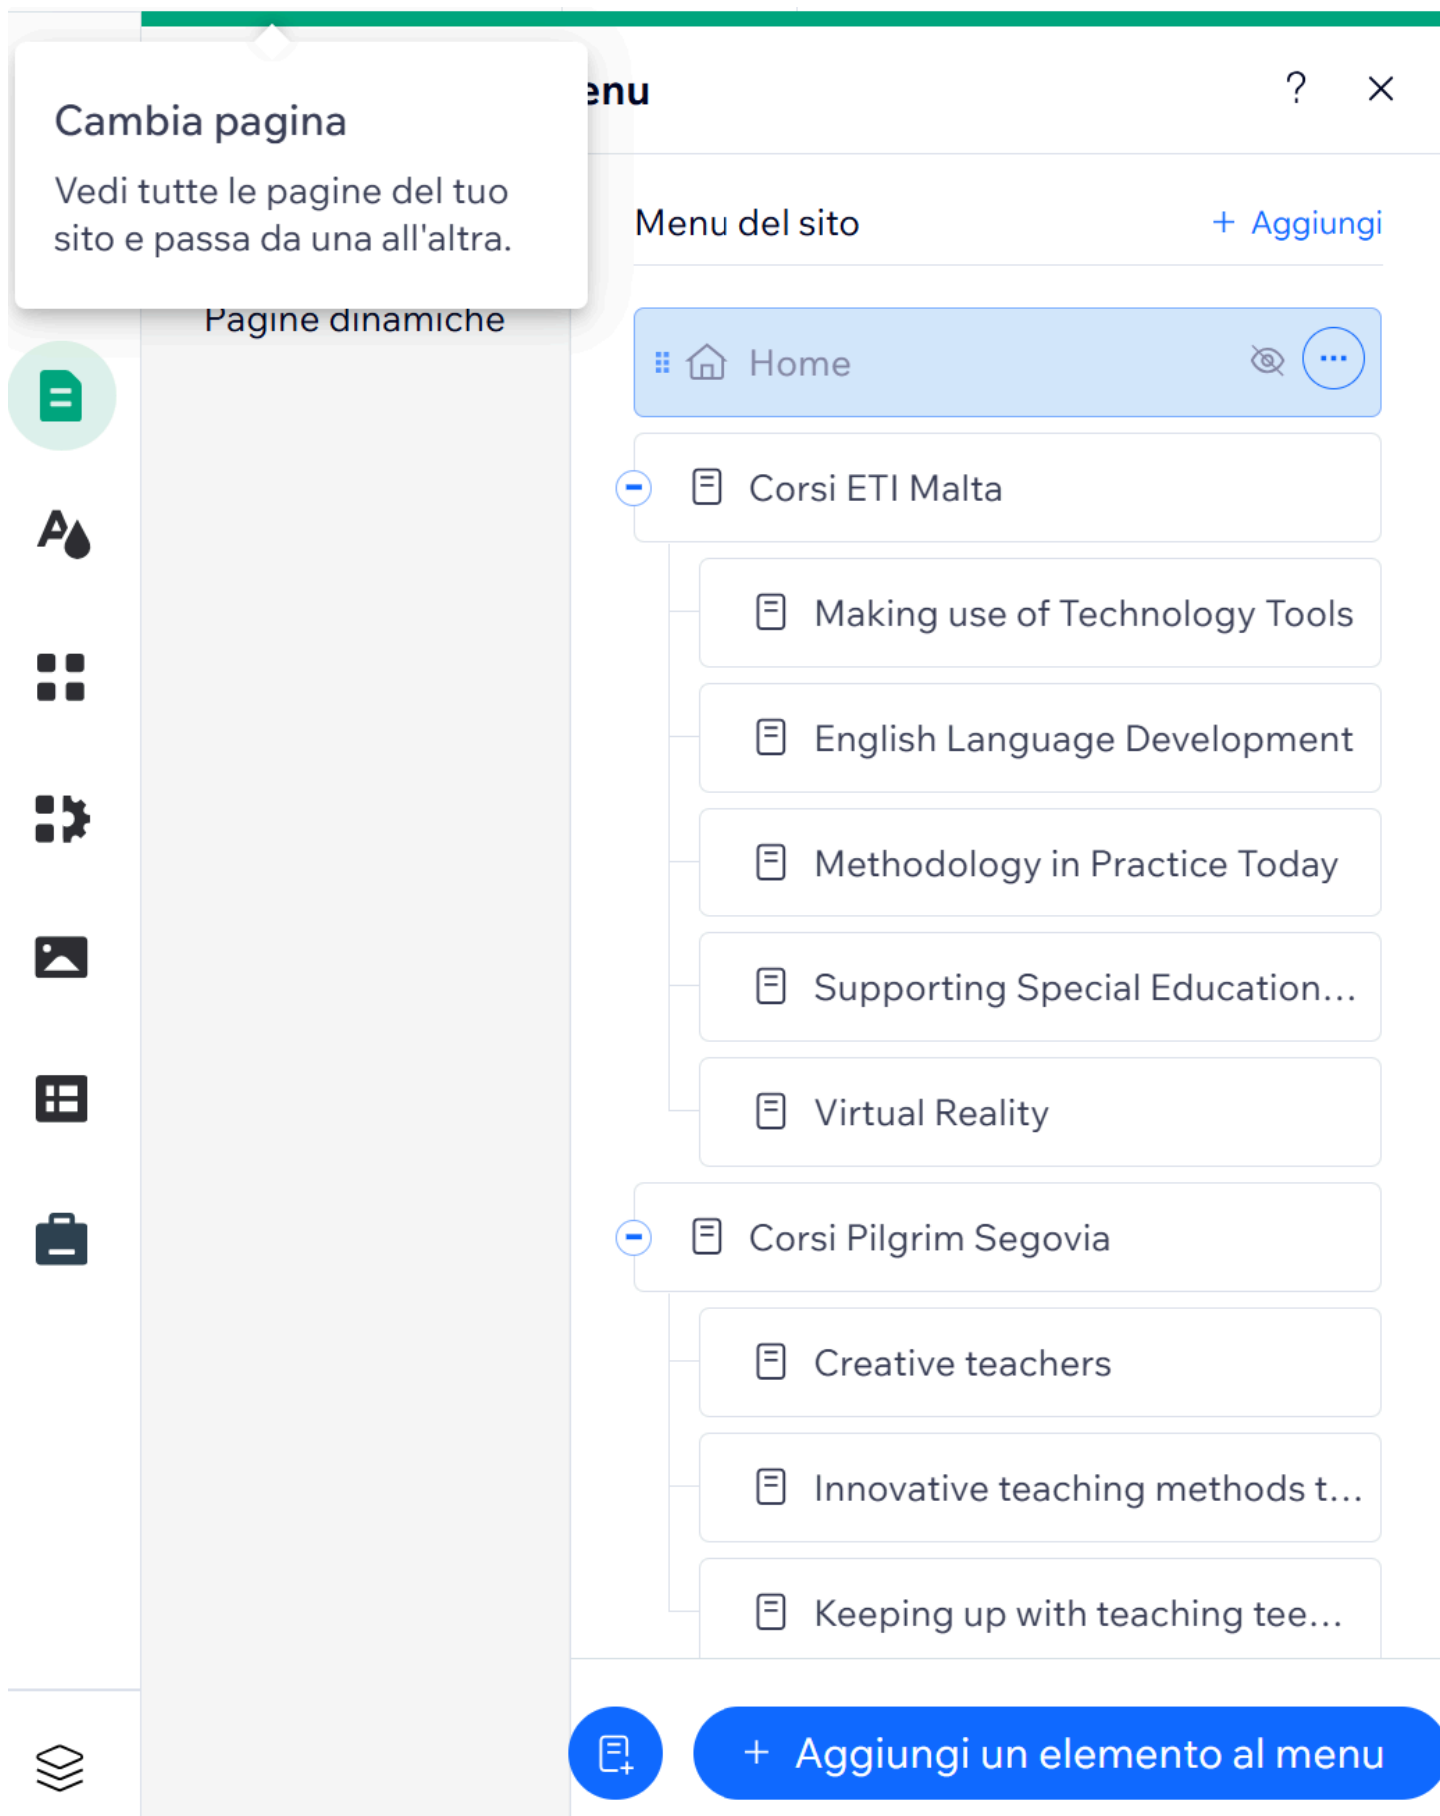 enu
?
Cambia pagina
Vedi tutte le pagine del tuo
sito e passa da una all'altra.
Pagine dinamiche
Menu del sito
+ Aggiungi
Home
Corsi ETI Malta
Making use of Technology Tools
English Language Development
Methodology in Practice Today
Supporting Special Education...
Virtual Reality
Corsi Pilgrim Segovia
Creative teachers
Innovative teaching methods t...
Keeping up with teaching tee...
+ Aggiungi un elemento al menu